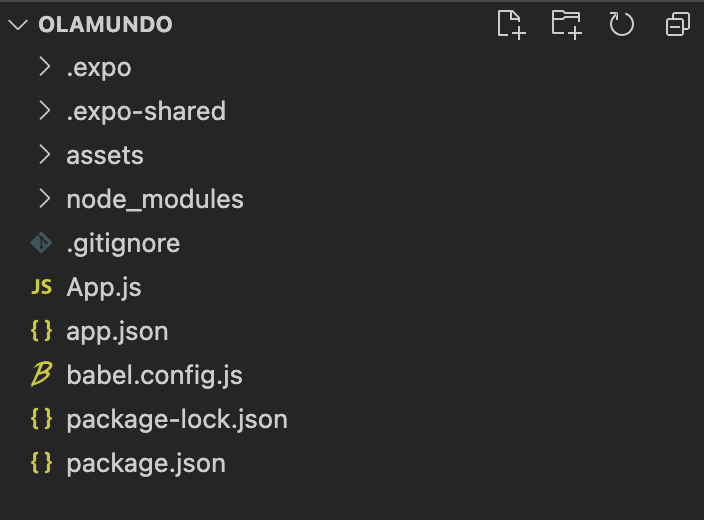 OLAMUNDO
.expo
.expo-shared
assets
node_modules
.gitignore
JS App.js
{} app.json
babel.config.js
{} package-lock.json
{} package.json